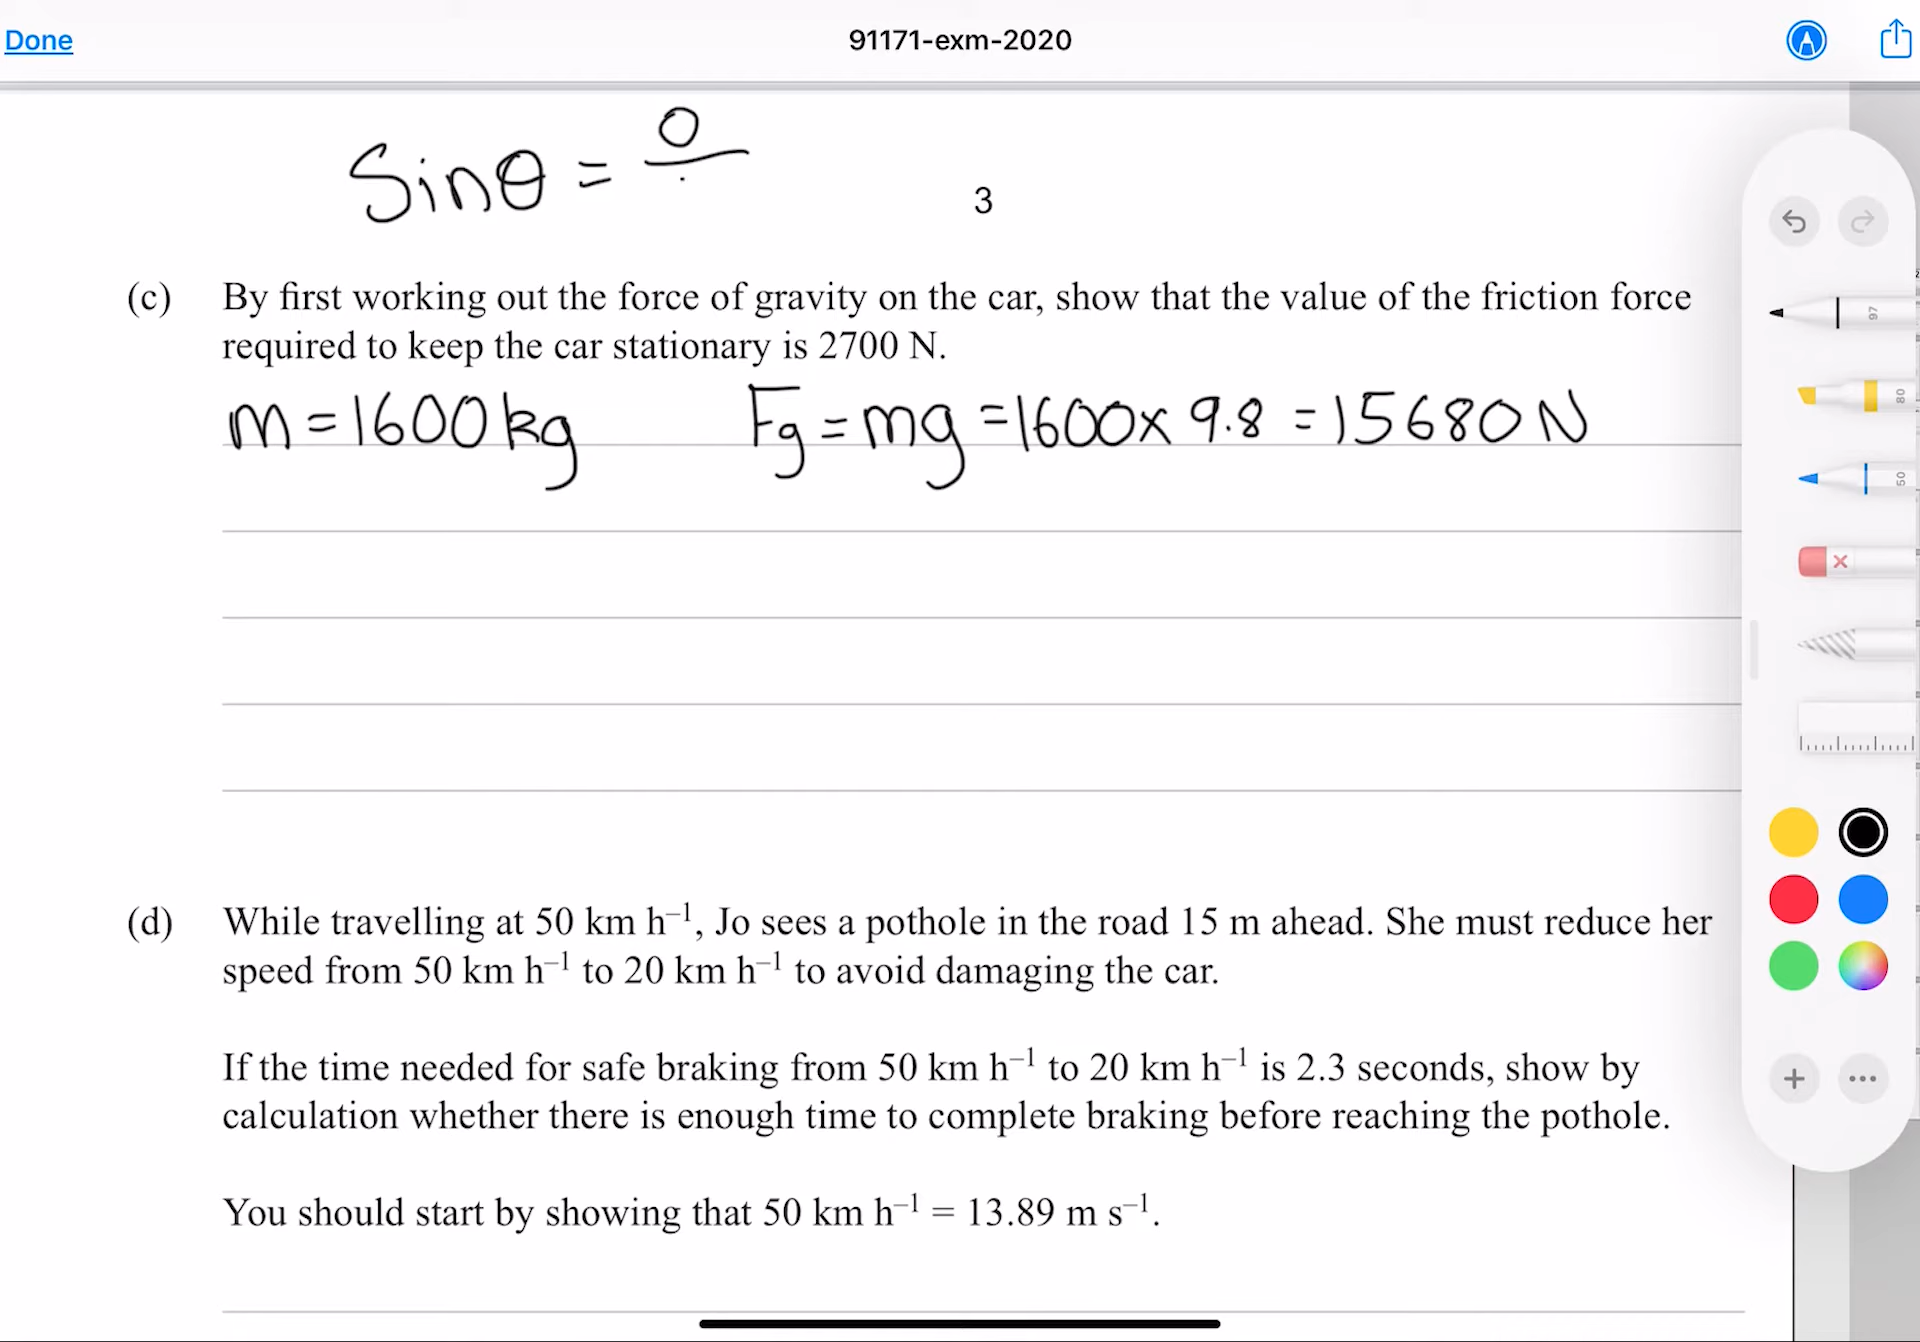 Done
91171-exm-2020
Sinθ = O
3
(c) By first working out the force of gravity on the car, show that the value of the friction force
required to keep the car stationary is 2700 N.
m = 1600 kg Fg = mg = 1600 x 9.8 = 15680 N
(d) While travelling at 50 km h⁻¹, Jo sees a pothole in the road 15 m ahead. She must reduce her
speed from 50 km h⁻¹ to 20 km h⁻¹ to avoid damaging the car.
If the time needed for safe braking from 50 km h⁻¹ to 20 km h⁻¹ is 2.3 seconds, show by
calculation whether there is enough time to complete braking before reaching the pothole.
You should start by showing that 50 km h⁻¹ = 13.89 m s⁻¹.
97
80
50